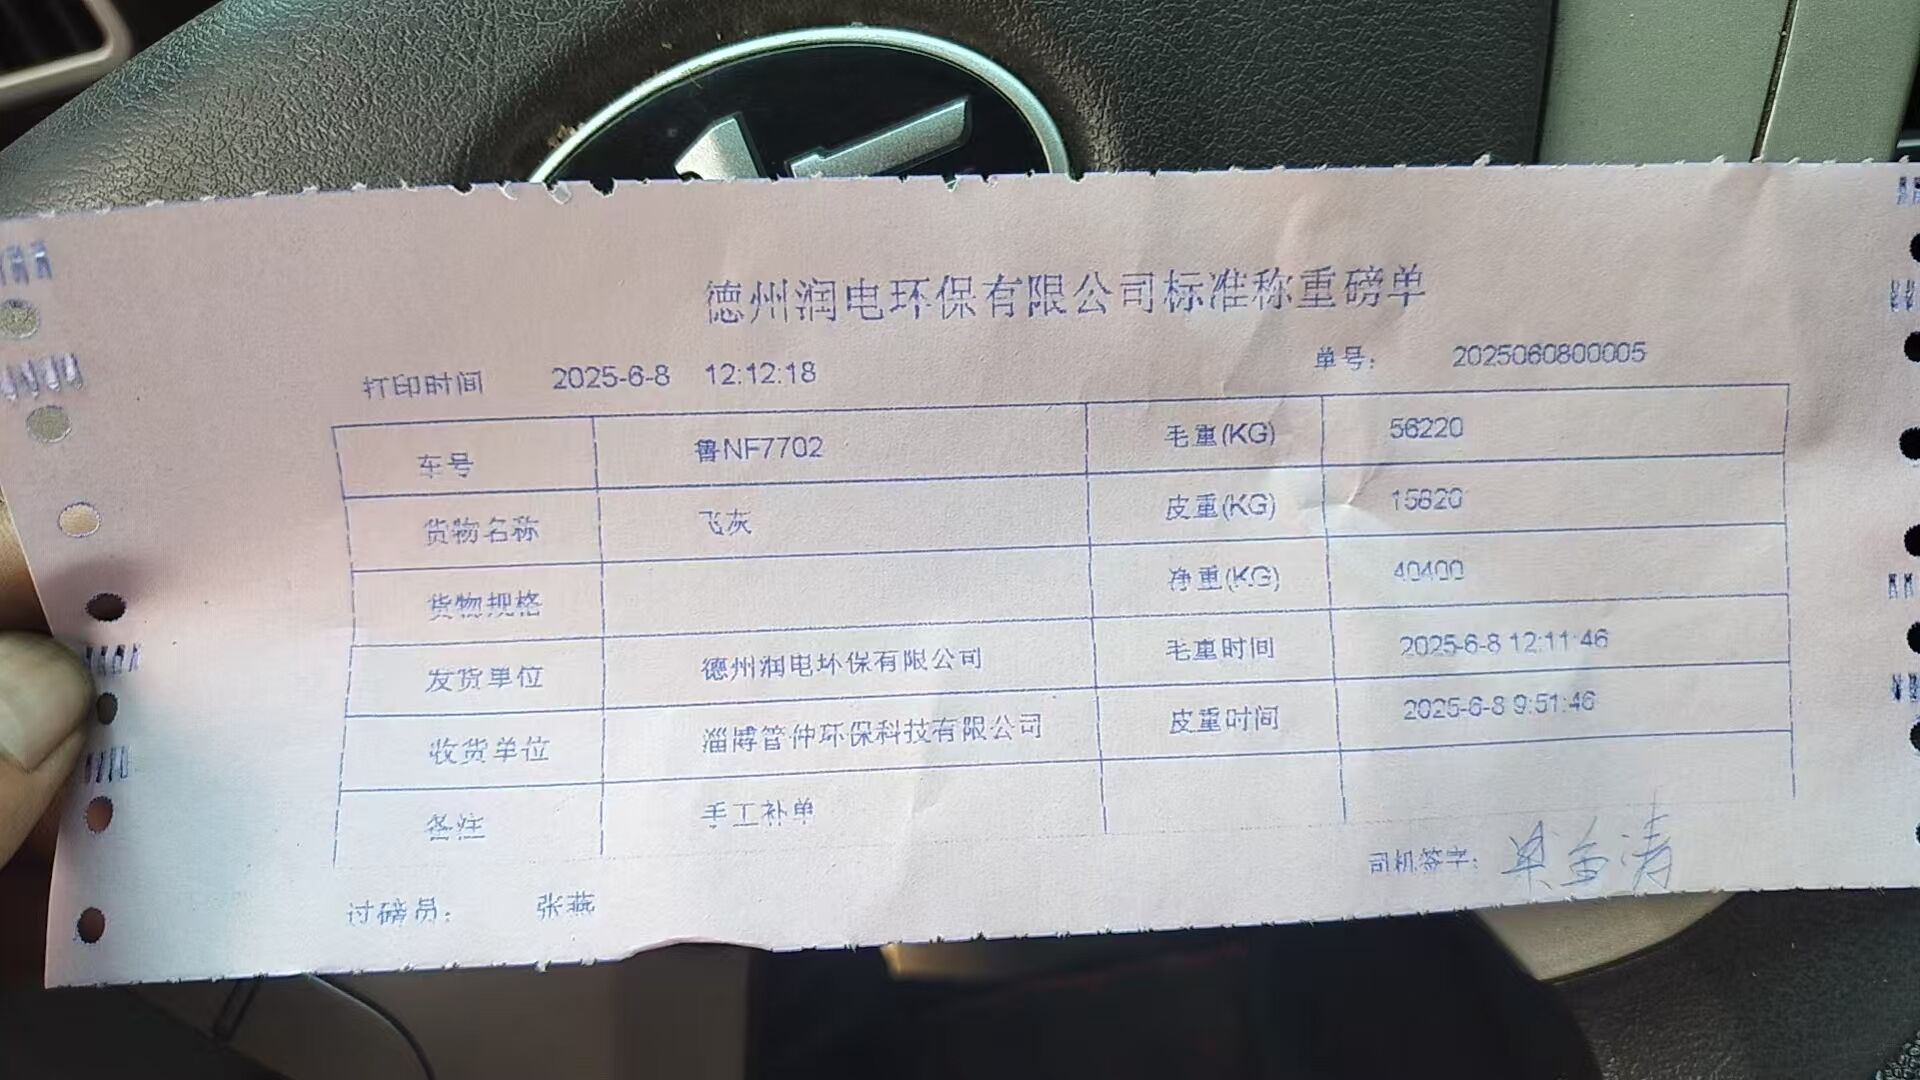 德州润电环保有限公司标准称重磅单
打印时间 2025-6-8 12:12:18 单号: 2025060800005
车号 鲁NF7702 毛重(KG) 56220
货物名称 飞灰 皮重(KG) 15820
货物规格 净重(KG) 40400
发货单位 德州润电环保有限公司 毛重时间 2025-6-8 12:11:46
收货单位 淄博管仲环保科技有限公司 皮重时间 2025-6-8 9:51:46
备注 手工补单
过磅员: 张燕 司机签字: